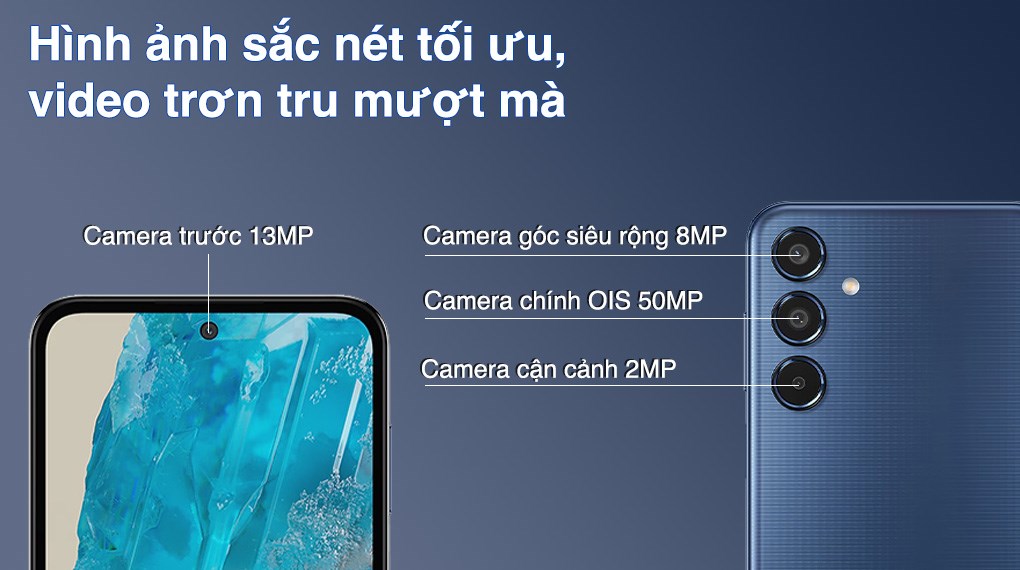 Hình ảnh sắc nét tối ưu,
video trơn tru mượt mà
Camera trước 13MP
Camera góc siêu rộng 8MP
Camera chính OIS 50MP
Camera cận cảnh 2MP